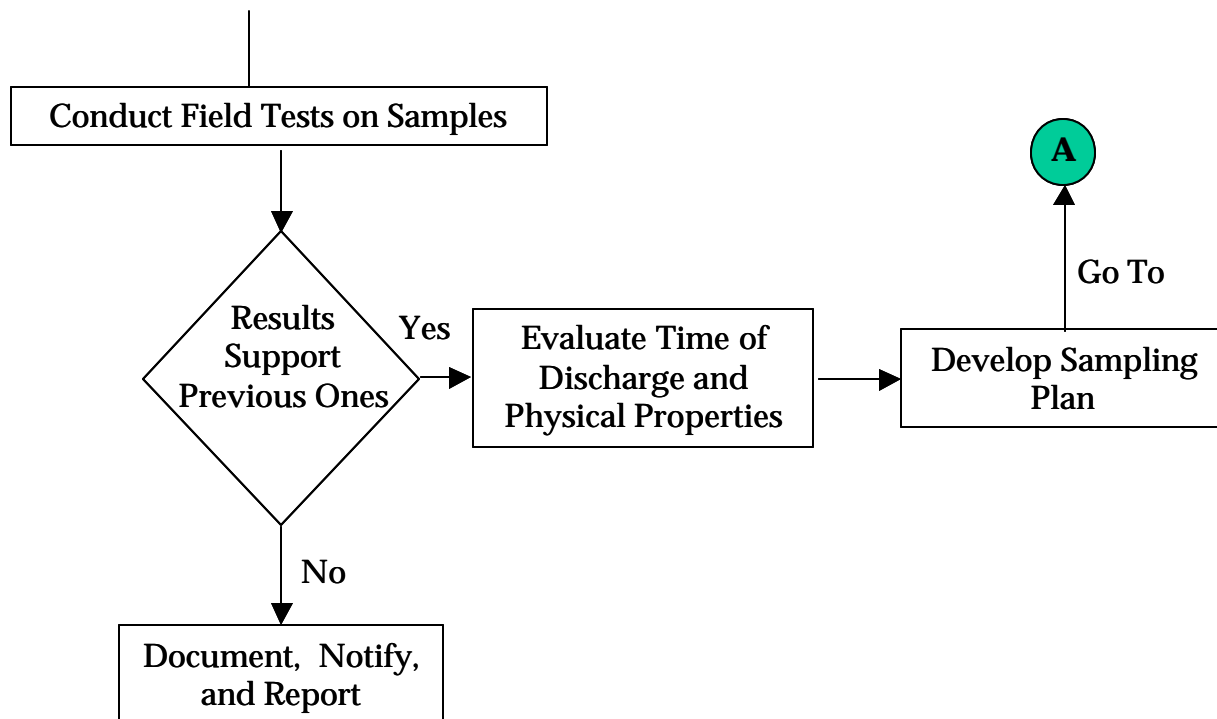 Conduct Field Tests on Samples
A
Go To
Results
Support
Previous Ones
Yes
Evaluate Time of
Discharge and
Physical Properties
Develop Sampling
Plan
No
Document, Notify,
and Report